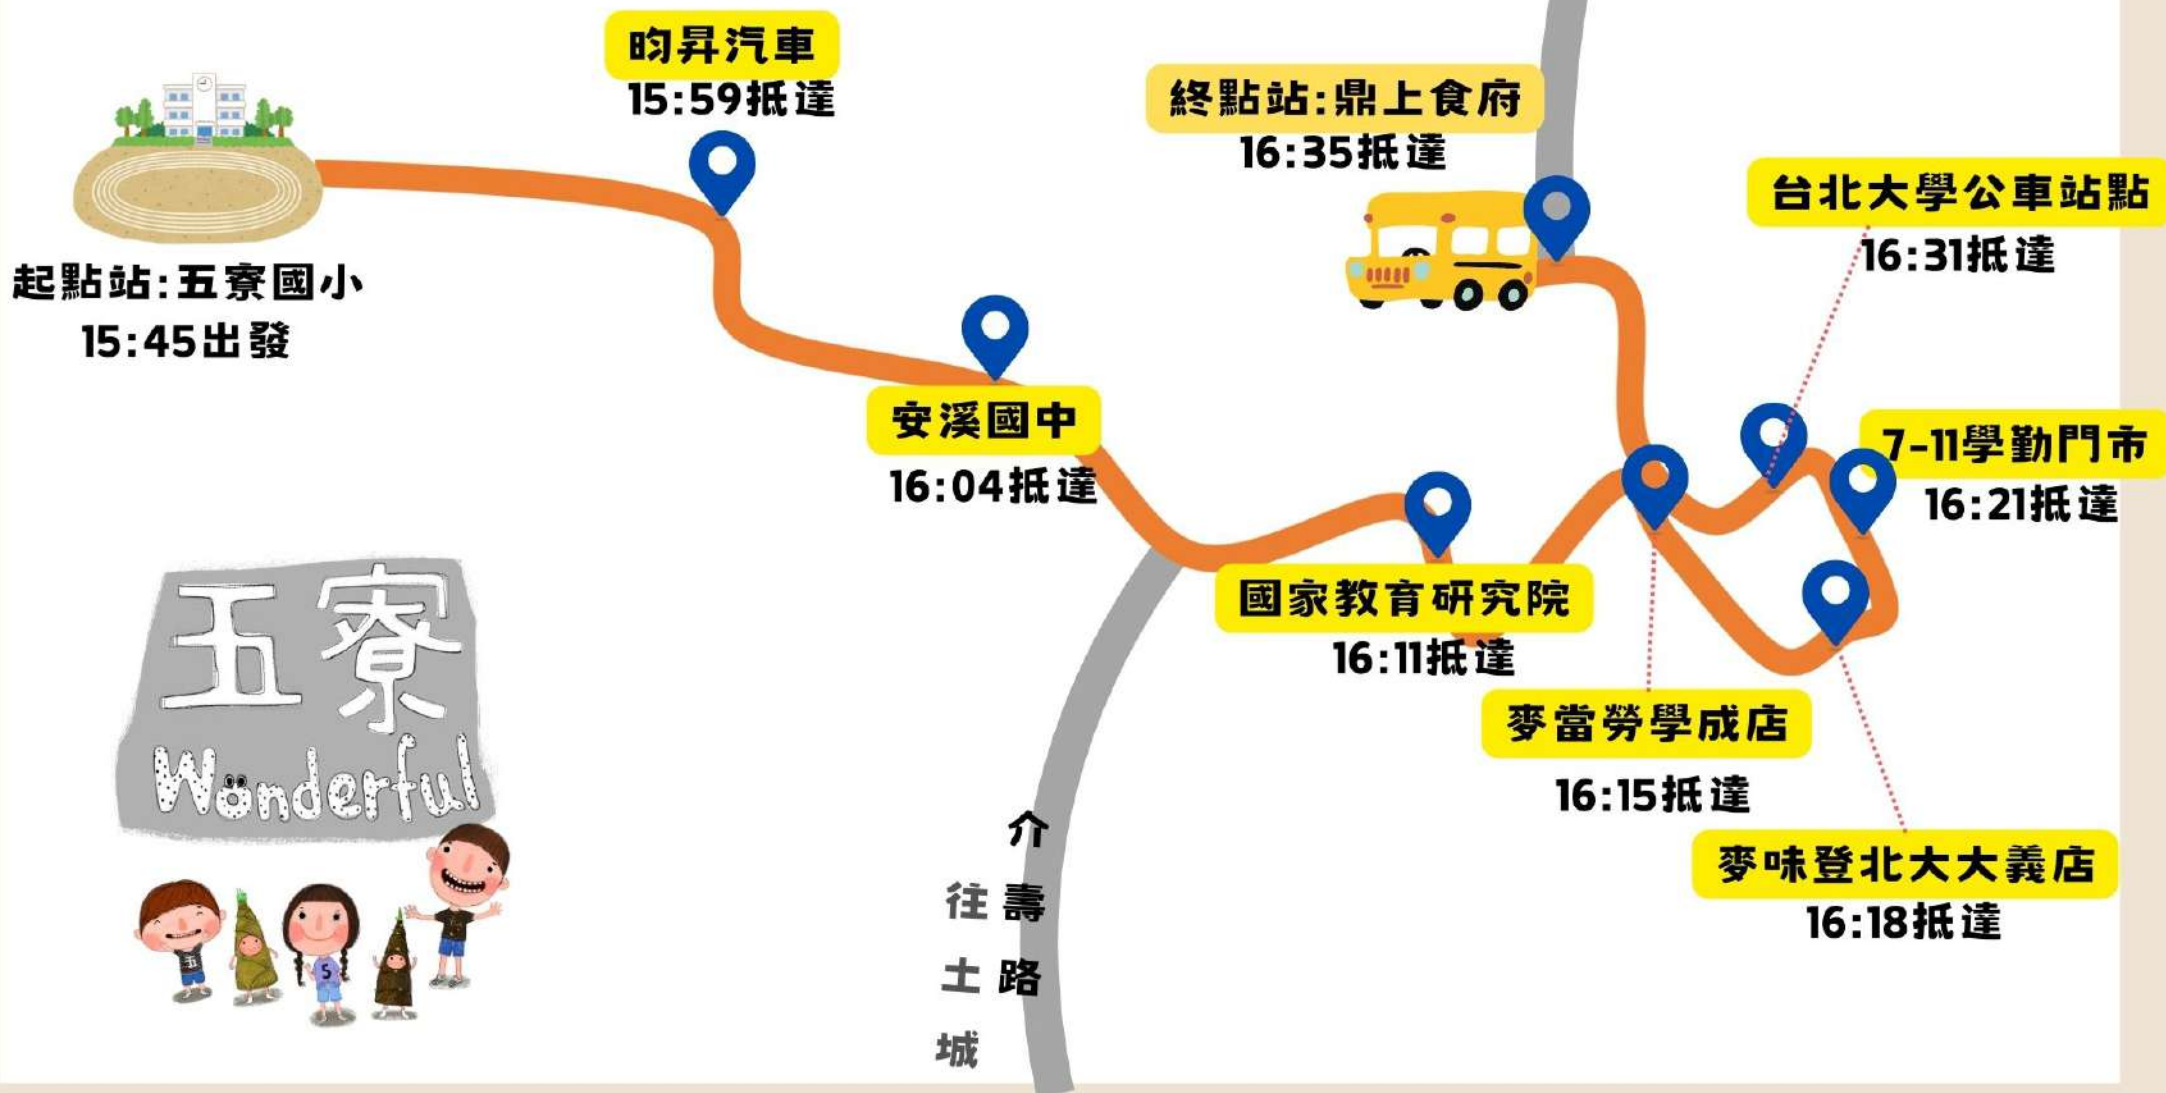 昀昇汽車
15:59抵達
終點站:鼎上食府
16:35抵達
台北大學公車站點
16:31抵達
起點站:五寮國小
15:45出發
安溪國中
16:04抵達
7-11學勤門市
16:21抵達
國家教育研究院
16:11抵達
麥當勞學成店
16:15抵達
麥味登北大大義店
16:18抵達
五寮
Wonderful
五
5
介壽路
往土城